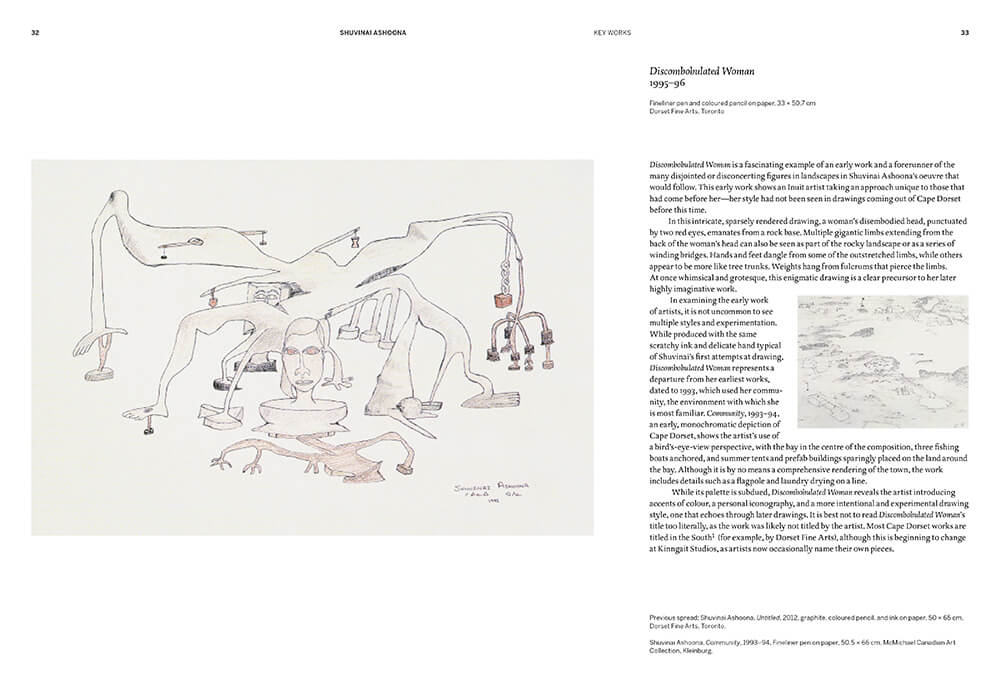 32
SHUVINAI ASHOONA
KEY WORKS
33
Discombobulated Woman
1995–96
Fineliner pen and coloured pencil on paper, 33 × 50.7 cm
Dorset Fine Arts, Toronto
Discombobulated Woman is a fascinating example of an early work and a forerunner of the
many disjointed or disconcerting figures in landscapes in Shuvinai Ashoona's oeuvre that
would follow. This early work shows an Inuit artist taking an approach unique to those that
had come before her—her style had not been seen in drawings coming out of Cape Dorset
before this time.
In this intricate, sparsely rendered drawing, a woman's disembodied head, punctuated
by two red eyes, emanates from a rock base. Multiple gigantic limbs extending from the
back of the woman's head can also be seen as part of the rocky landscape or as a series of
winding bridges. Hands and feet dangle from some of the outstretched limbs, while others
appear to be more like tree trunks. Weights hang from fulcrums that pierce the limbs.
At once whimsical and grotesque, this enigmatic drawing is a clear precursor to her later
highly imaginative work.
In examining the early work
of artists, it is not uncommon to see
multiple styles and experimentation.
While produced with the same
scratchy ink and delicate hand typical
of Shuvinai's first attempts at drawing,
Discombobulated Woman represents a
departure from her earliest works,
dated to 1993, which used her commu-
nity, the environment with which she
is most familiar. Community, 1993–94,
an early, monochromatic depiction of
Cape Dorset, shows the artist's use of
a bird's-eye-view perspective, with the bay in the centre of the composition, three fishing
boats anchored, and summer tents and prefab buildings sparingly placed on the land around
the bay. Although it is by no means a comprehensive rendering of the town, the work
includes details such as a flagpole and laundry drying on a line.
While its palette is subdued, Discombobulated Woman reveals the artist introducing
accents of colour, a personal iconography, and a more intentional and experimental drawing
style, one that echoes through later drawings. It is best not to read Discombobulated Woman's
title too literally, as the work was likely not titled by the artist. Most Cape Dorset works are
titled in the South¹ (for example, by Dorset Fine Arts), although this is beginning to change
at Kinngait Studios, as artists now occasionally name their own pieces.
Previous spread: Shuvinai Ashoona, Untitled, 2012, graphite, coloured pencil, and ink on paper, 50 × 65 cm,
Dorset Fine Arts, Toronto.
Shuvinai Ashoona, Community, 1993–94, Fineliner pen on paper, 50.5 × 66 cm, McMichael Canadian Art
Collection, Kleinburg.
SHUVINAI ASHOONA